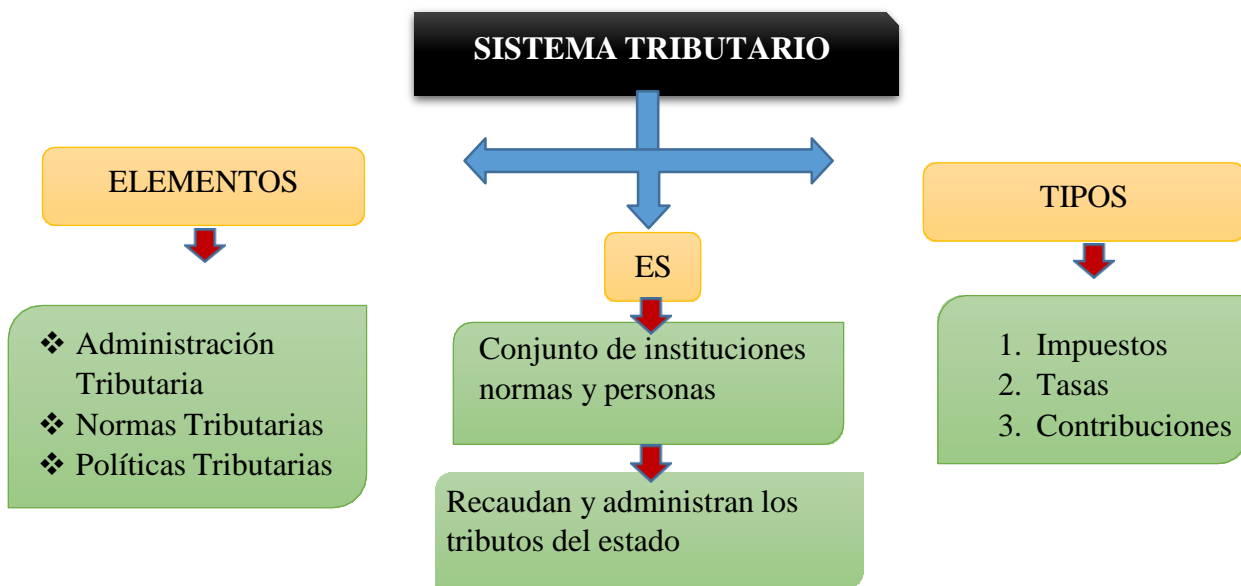 SISTEMA TRIBUTARIO
ELEMENTOS
❖ Administración
Tributaria
❖ Normas Tributarias
❖ Políticas Tributarias
ES
Conjunto de instituciones
normas y personas
Recaudan y administran los
tributos del estado
TIPOS
1. Impuestos
2. Tasas
3. Contribuciones